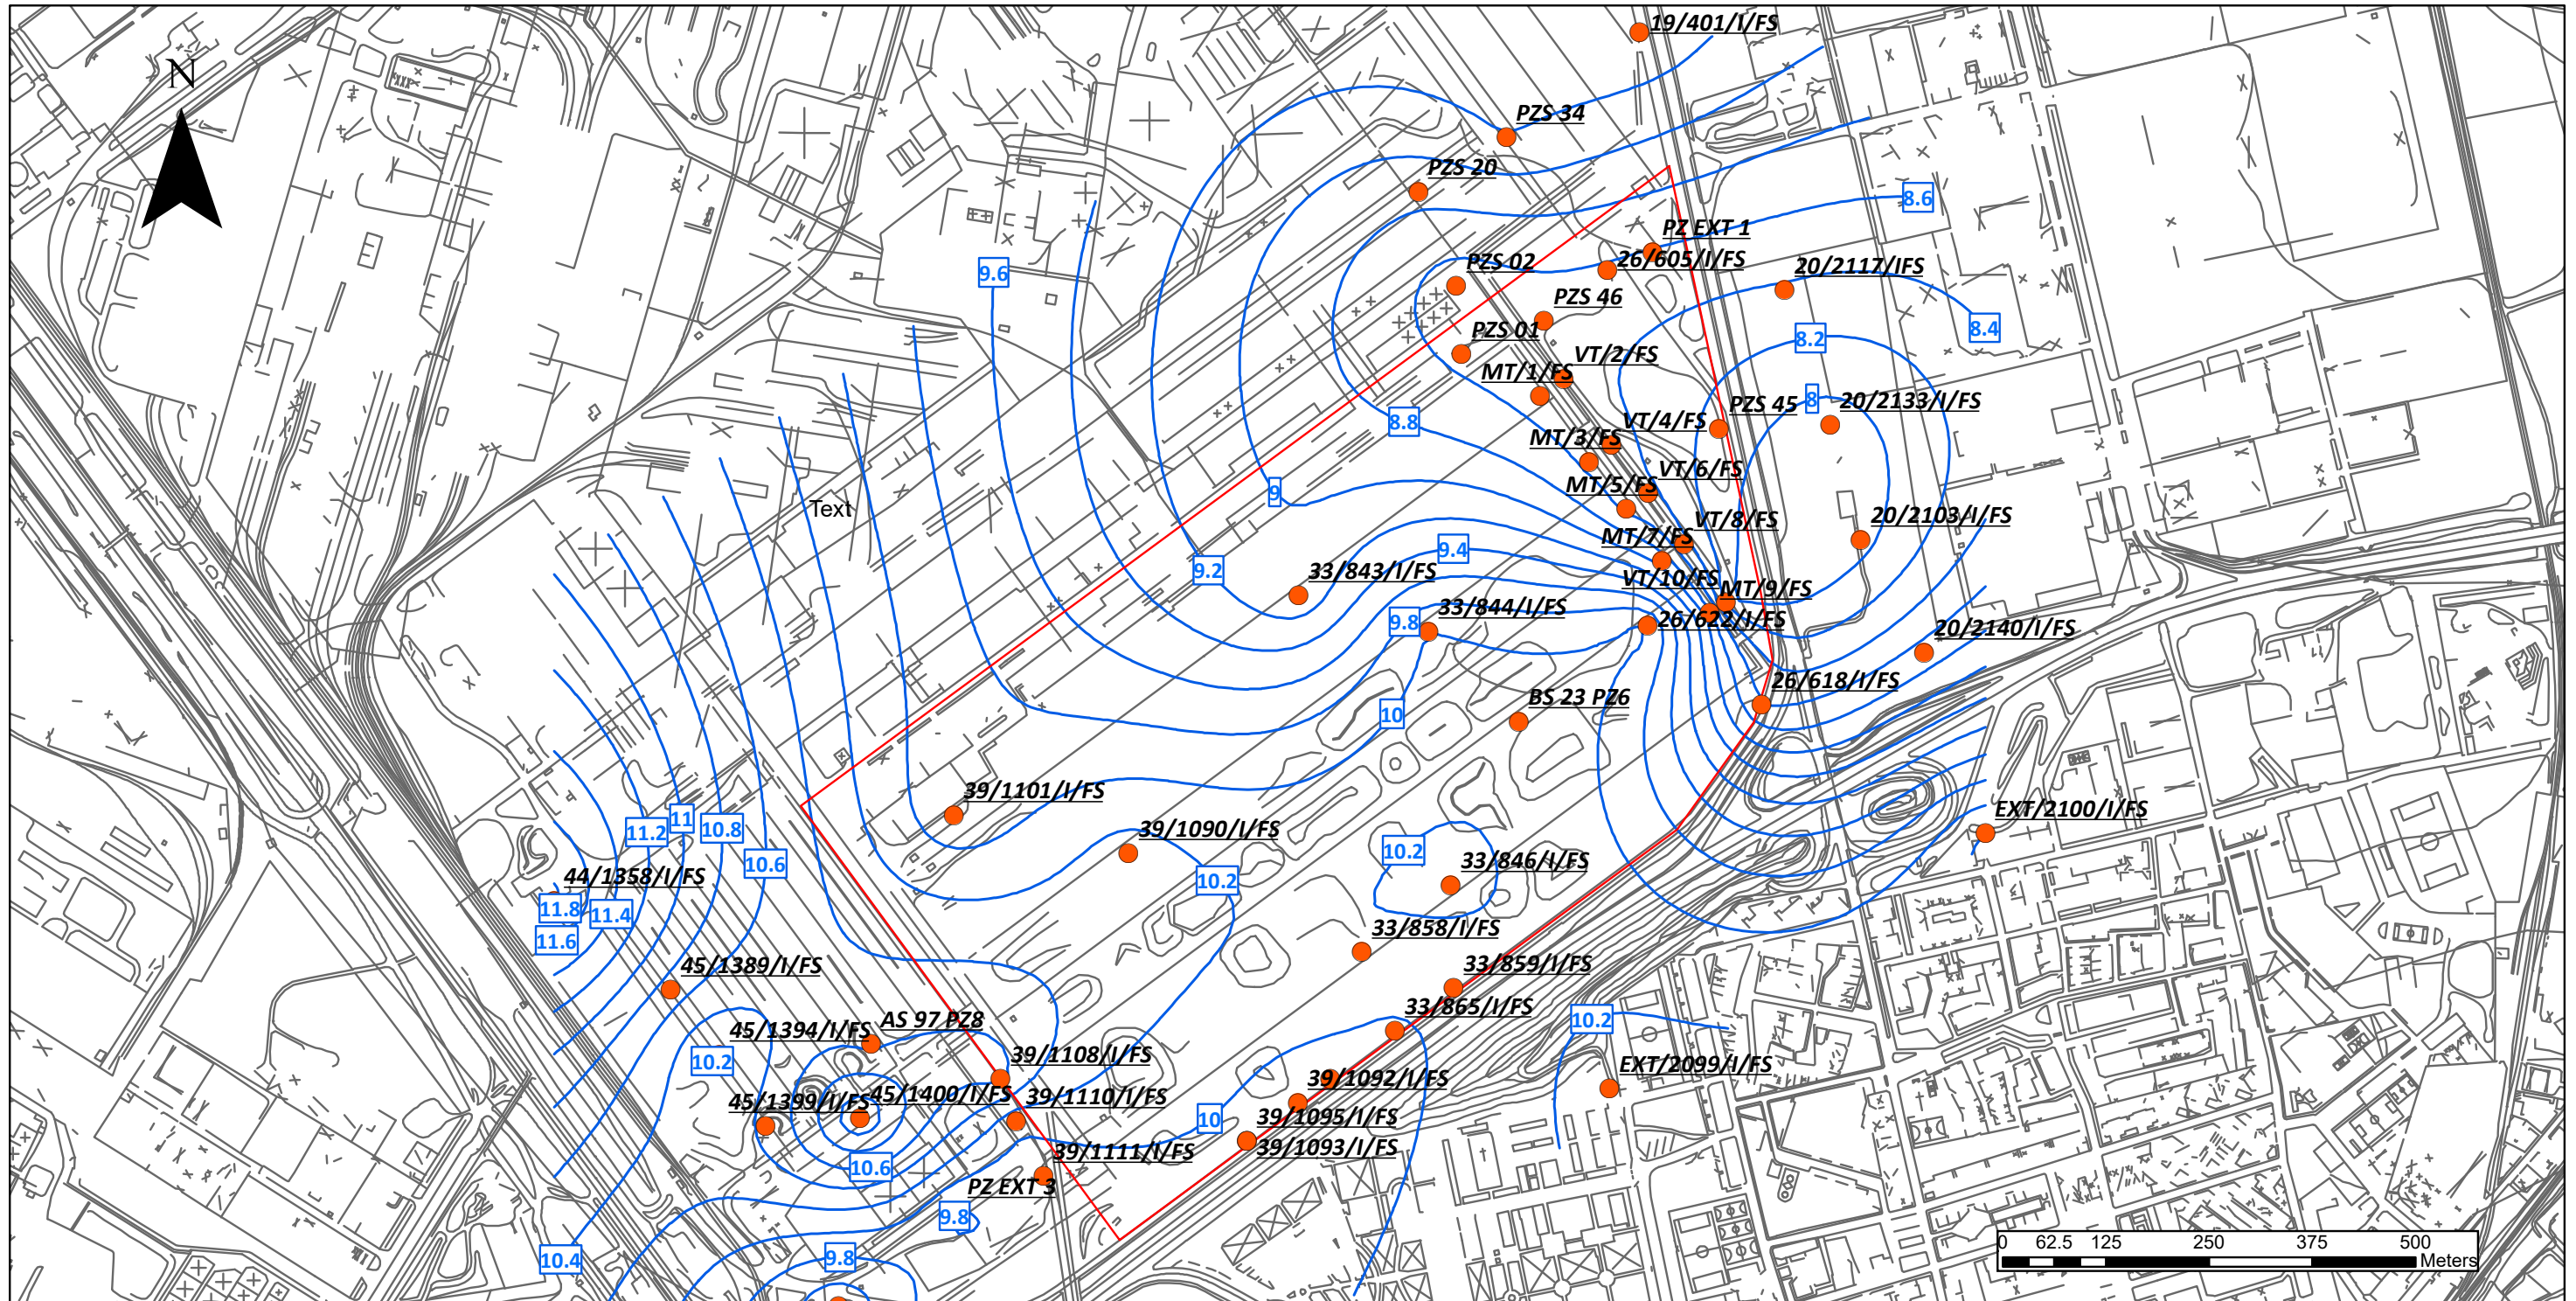 19/401/I/FS
N
PZS 34
PZS 20
8.6
PZ EXT 1
PZS 02
26/605/I/FS
20/2117/IFS
9.6
PZS 46
8.4
PZS 01
8.2
VT/2/FS
MT/1/FS
8
20/2133/I/FS
PZS 45
8.8
VT/4/FS
MT/3/FS
VT/6/FS
MT/5/FS
9
Text
20/2103/I/FS
VT/8/FS
MT/7/FS
9.4
9.2
33/843/I/FS
VT/10/FS
MT/9/FS
33/844/I/FS
9.8
26/622/I/FS
20/2140/I/FS
26/618/I/FS
BS 23 PZ6
10
39/1101/I/FS
EXT/2100/I/FS
11
11.2
10.8
39/1090/I/FS
10.2
33/846/I/FS
10.6
44/1358/I/FS
10.2
11.8
11.4
33/858/I/FS
11.6
45/1389/I/FS
33/859/I/FS
33/865/I/FS
AS 97 PZ8
10.2
45/1394/I/FS
39/1108/I/FS
10.2
EXT/2099/I/FS
39/1092/I/FS
45/1400/I/FS
39/1110/I/FS
45/1399/I/FS
10
39/1095/I/FS
39/1093/I/FS
39/1111/I/FS
10.6
PZ EXT 3
9.8
9.8
10.4
0 62.5 125 250 375 500
Meters